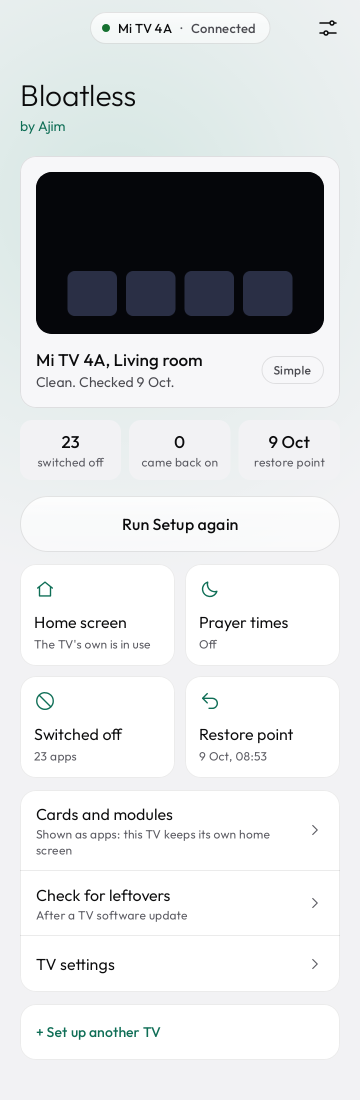 Mi TV 4A · Connected
Bloatless
by Ajim
Mi TV 4A, Living room
Clean. Checked 9 Oct.
Simple
23
switched off
0
came back on
9 Oct
restore point
Run Setup again
Home screen
The TV's own is in use
Prayer times
Off
Switched off
23 apps
Restore point
9 Oct, 08:53
Cards and modules
Shown as apps: this TV keeps its own home
screen
Check for leftovers
After a TV software update
TV settings
+ Set up another TV